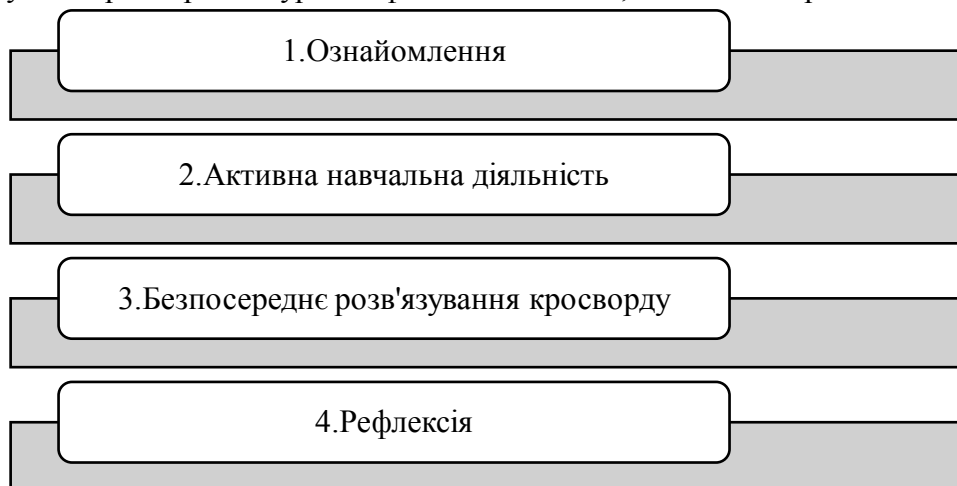 1.Ознайомлення
2.Активна навчальна діяльність
3.Безпосереднє розв'язування кросворду
4.Рефлексія